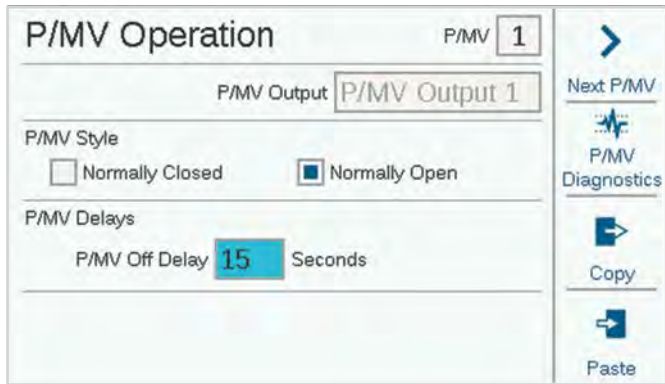 P/MV Operation
P/MV 1
P/MV Output P/MV Output 1
P/MV Style
Normally Closed
Normally Open
P/MV Delays
P/MV Off Delay 15 Seconds
Next P/MV
P/MV
Diagnostics
Copy
Paste